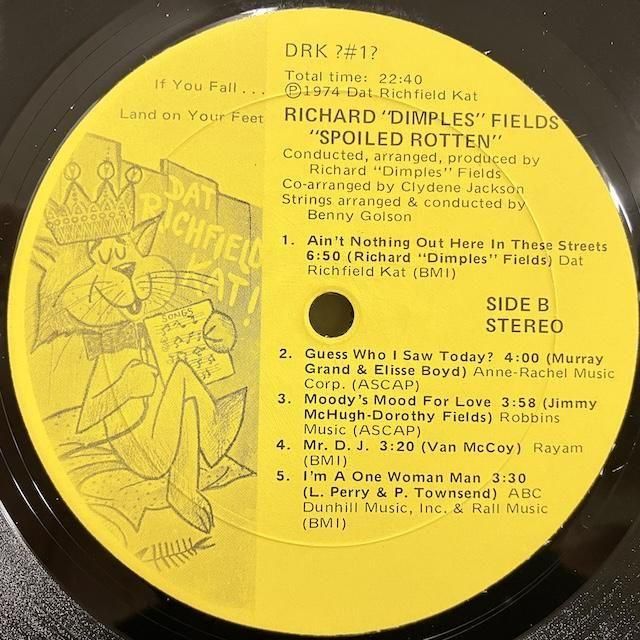 If You Fall . . .
Land on Your Feet
DAT
RICHFIELD
KAT!
SONGS
DRK ?#1?
Total time: 22:40
Ⓟ1974 Dat Richfield Kat
RICHARD "DIMPLES" FIELDS
"SPOILED ROTTEN"
Conducted, arranged, produced by
Richard "Dimples" Fields
Co-arranged by Clydene Jackson
Strings arranged & conducted by
Benny Golson
1. Ain't Nothing Out Here In These Streets
6:50 (Richard "Dimples" Fields) Dat
Richfield Kat (BMI)
SIDE B
STEREO
2. Guess Who I Saw Today? 4:00 (Murray
Grand & Elisse Boyd) Anne-Rachel Music
Corp. (ASCAP)
3. Moody's Mood For Love 3:58 (Jimmy
McHugh-Dorothy Fields) Robbins
Music (ASCAP)
4. Mr. D. J. 3:20 (Van McCoy) Rayam
(BMI)
5. I'm A One Woman Man 3:30
(L. Perry & P. Townsend) ABC
Dunhill Music, Inc. & Rall Music
(BMI)